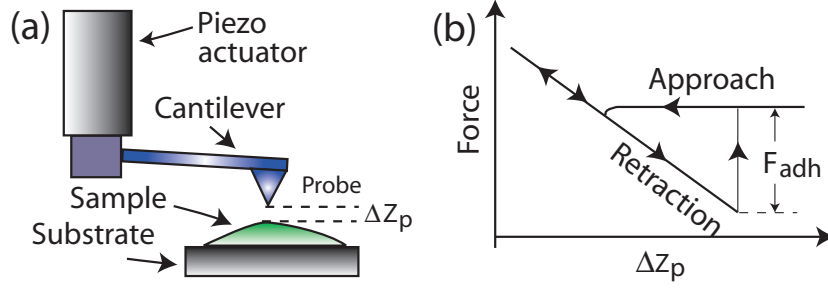 (a)
Piezo
actuator
Cantilever
Probe
Sample
ΔZp
Substrate
(b)
Force
Approach
Retraction
Fadh
ΔZp